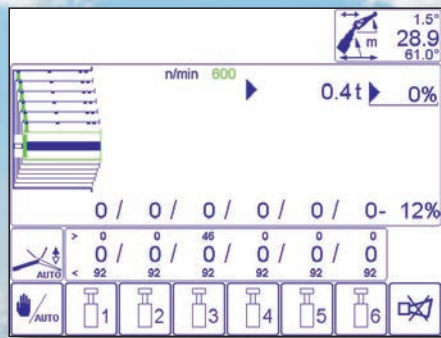 1.5°
m 28.9
61.0°
n/min 600
0.4 t 0%
0 / 0 / 0 / 0 / 0 / 0- 12%
> 0 0 46 0 0 0
0 / 0 / 0 / 0 / 0 / 0
< 92 92 92 92 92 92
AUTO
/AUTO 1 2 3 4 5 6